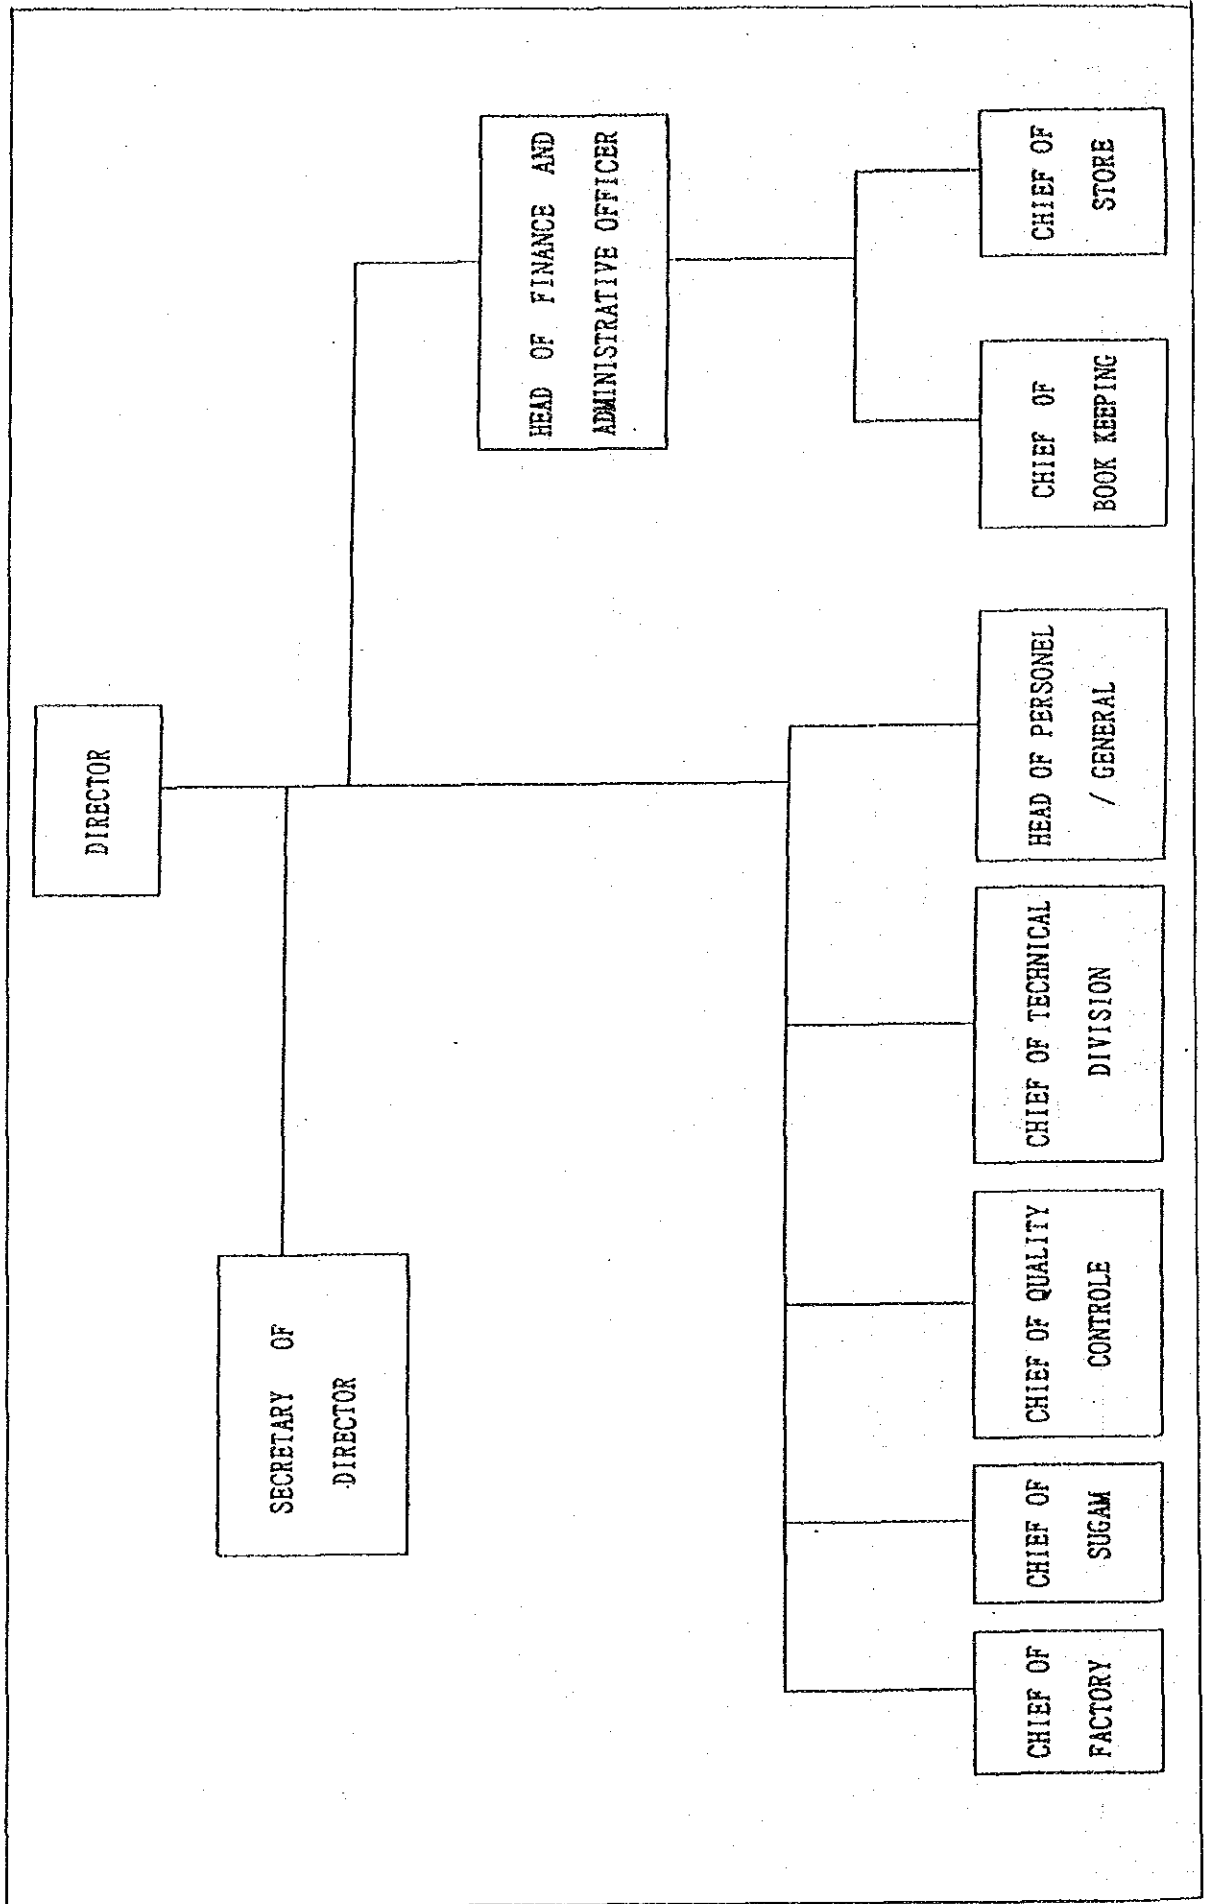 DIRECTOR
SECRETARY OF
DIRECTOR
HEAD OF FINANCE AND
ADMINISTRATIVE OFFICER
CHIEF OF
FACTORY
CHIEF OF
SUGAM
CHIEF OF QUALITY
CONTROLE
CHIEF OF TECHNICAL
DIVISION
HEAD OF PERSONEL
/ GENERAL
CHIEF OF
BOOK KEEPING
CHIEF OF
STORE